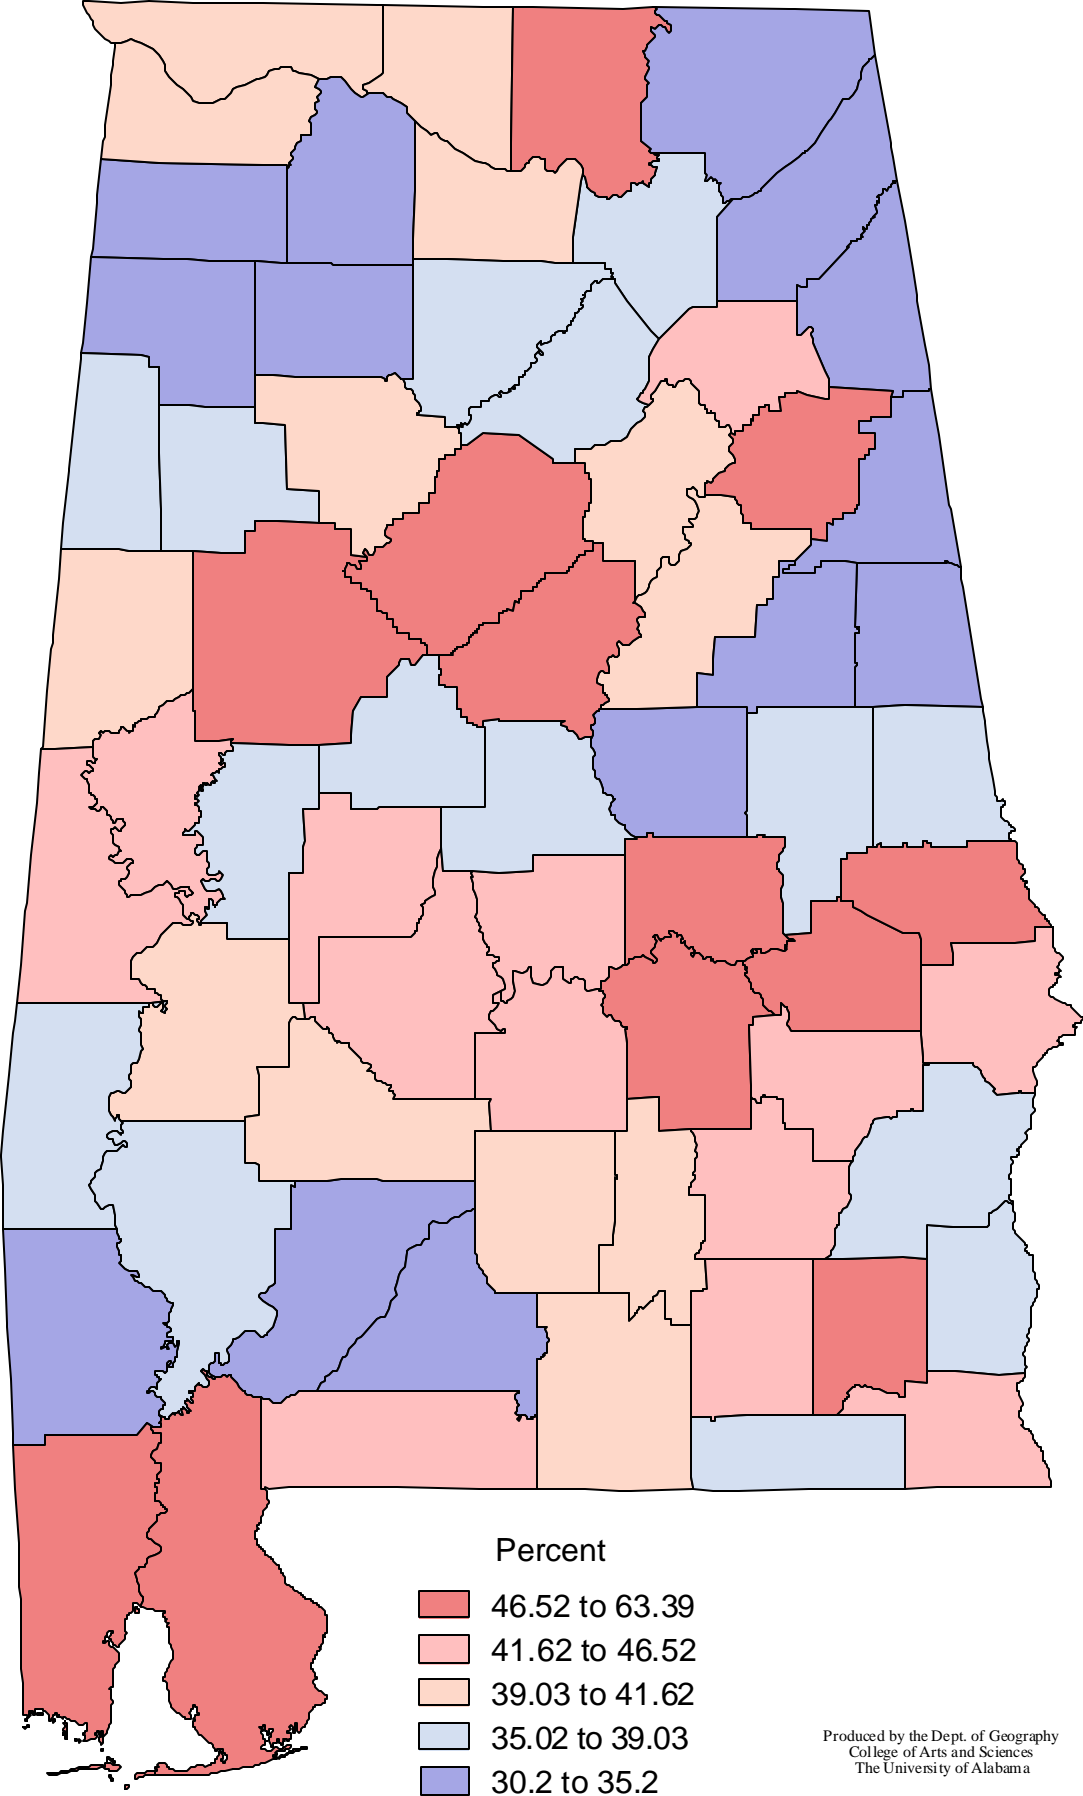 Percent
46.52 to 63.39
41.62 to 46.52
39.03 to 41.62
35.02 to 39.03
30.2 to 35.2
Produced by the Dept. of Geography
College of Arts and Sciences
The University of Alabama